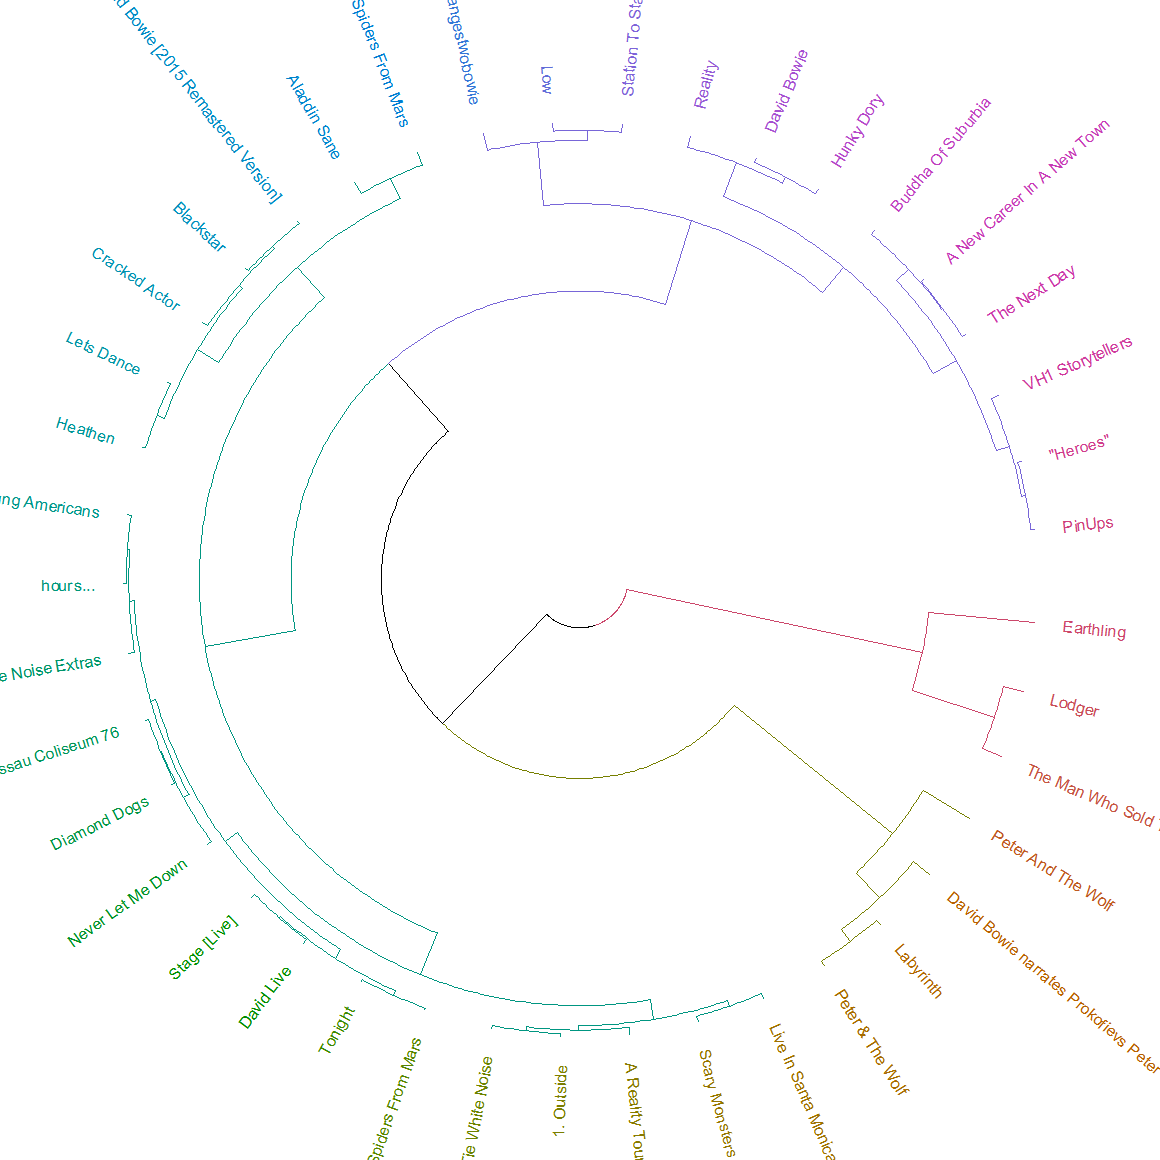 d Bowie [2015 Remastered Version]
Aladdin Sane
Spiders From Mars
angestwobowie
Low
Station To Sta
Reality
David Bowie
Hunky Dory
Buddha Of Suburbia
A New Career In A New Town
The Next Day
VH1 Storytellers
"Heroes"
PinUps
Earthling
Lodger
The Man Who Sold
Peter And The Wolf
David Bowie narrates Prokofievs Peter
Labyrinth
Peter & The Wolf
Live In Santa Monica
Scary Monsters
A Reality Tour
1. Outside
ie White Noise
Spiders From Mars
Tonight
David Live
Stage [Live]
Never Let Me Down
Diamond Dogs
ssau Coliseum 76
e Noise Extras
hours...
ng Americans
Heathen
Lets Dance
Cracked Actor
Blackstar